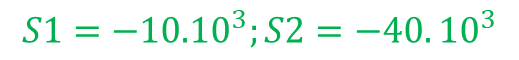 S1 = −10.10³; S2 = −40. 10³